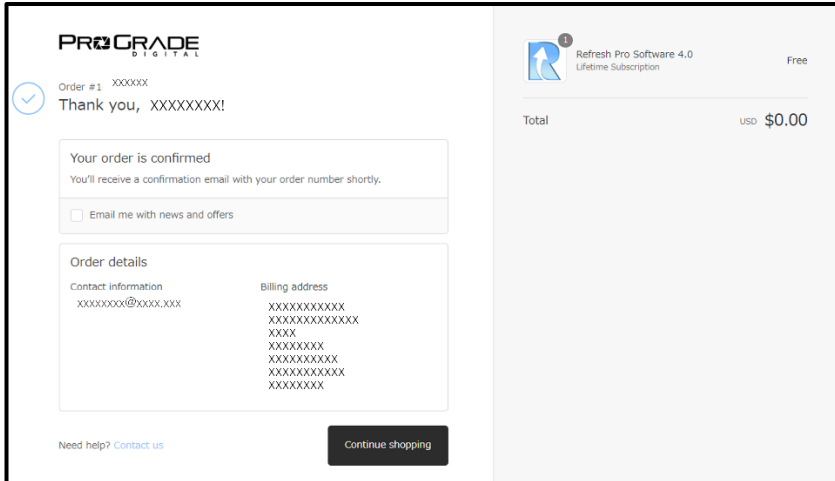 PROGRADE
DIGITAL
Order #1 XXXXXX
Thank you, XXXXXXXX!
Your order is confirmed
You'll receive a confirmation email with your order number shortly.
Email me with news and offers
Order details
Contact information
XXXXXXXX@XXXX.XXX
Billing address
XXXXXXXXXXX
XXXXXXXXXXXXX
XXXX
XXXXXXXX
XXXXXXXXXX
XXXXXXXXXXX
XXXXXXXX
Need help? Contact us
Continue shopping
1
Refresh Pro Software 4.0
Lifetime Subscription
Free
Total
USD $0.00